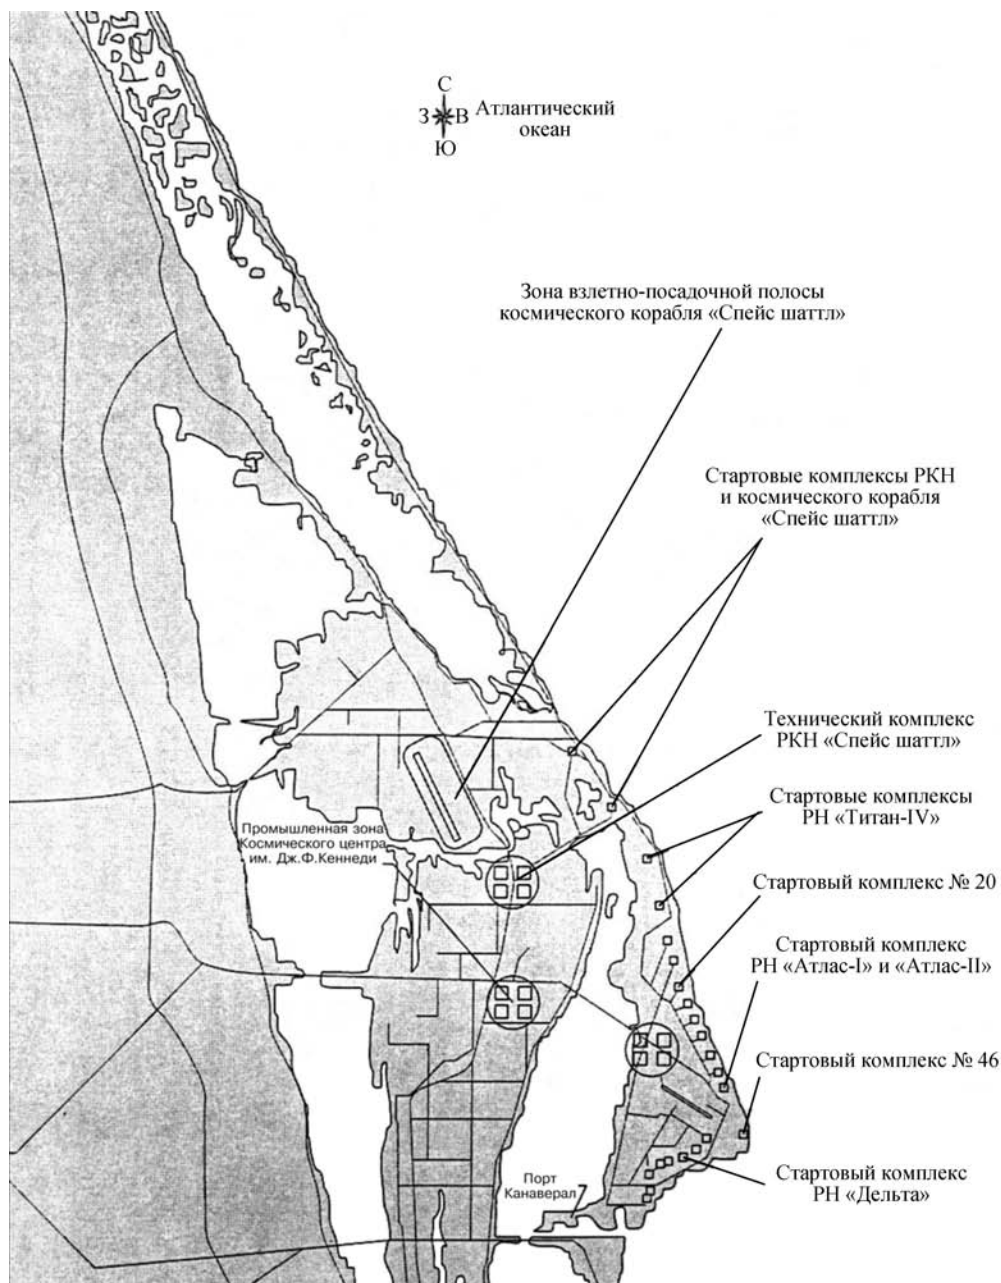 С
З В
Ю
Атлантический
океан
Зона взлетно-посадочной полосы
космического корабля «Спейс шаттл»
Стартовые комплексы РКН
и космического корабля
«Спейс шаттл»
Технический комплекс
РКН «Спейс шаттл»
Стартовые комплексы
РН «Титан-IV»
Промышленная зона
Космического центра
им. Дж.Ф.Кеннеди
Стартовый комплекс № 20
Стартовый комплекс
РН «Атлас-I» и «Атлас-II»
Стартовый комплекс № 46
Стартовый комплекс
РН «Дельта»
Порт
Канаверал